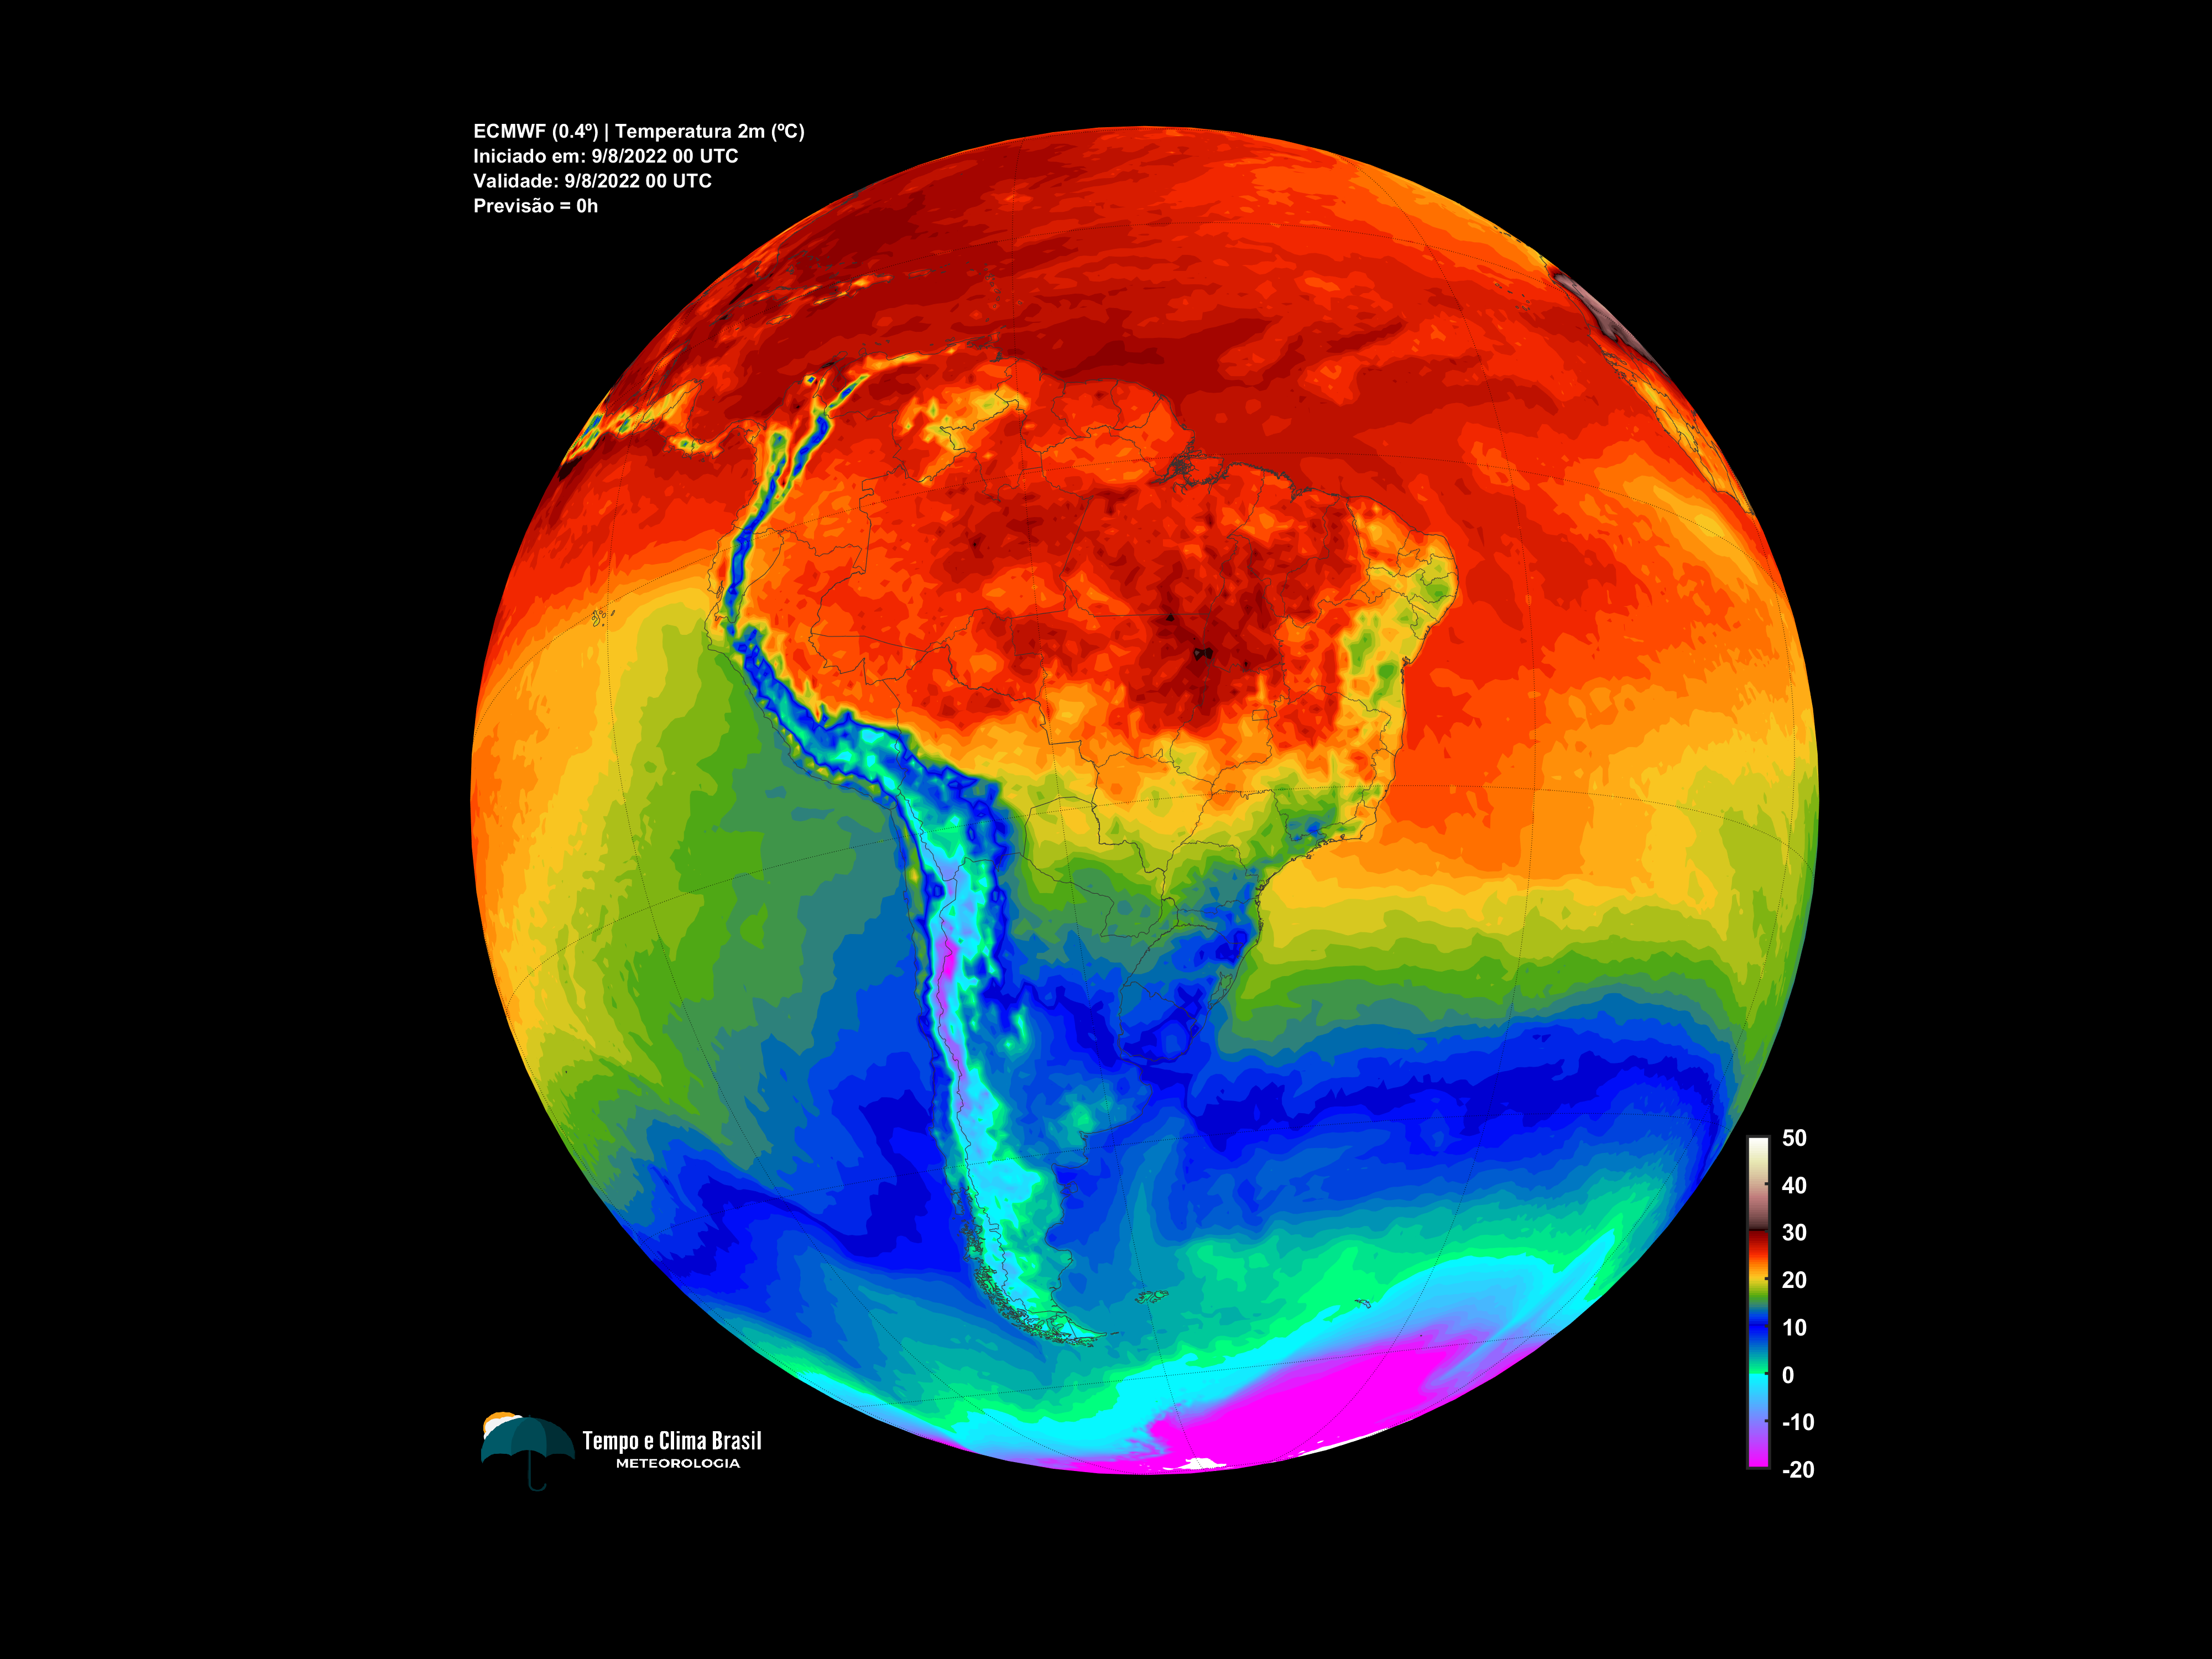 ECMWF (0.4º) | Temperatura 2m (ºC)
Iniciado em: 9/8/2022 00 UTC
Validade: 9/8/2022 00 UTC
Previsão = 0h
50
40
30
20
10
0
-10
-20
Tempo e Clima Brasil
METEOROLOGIA